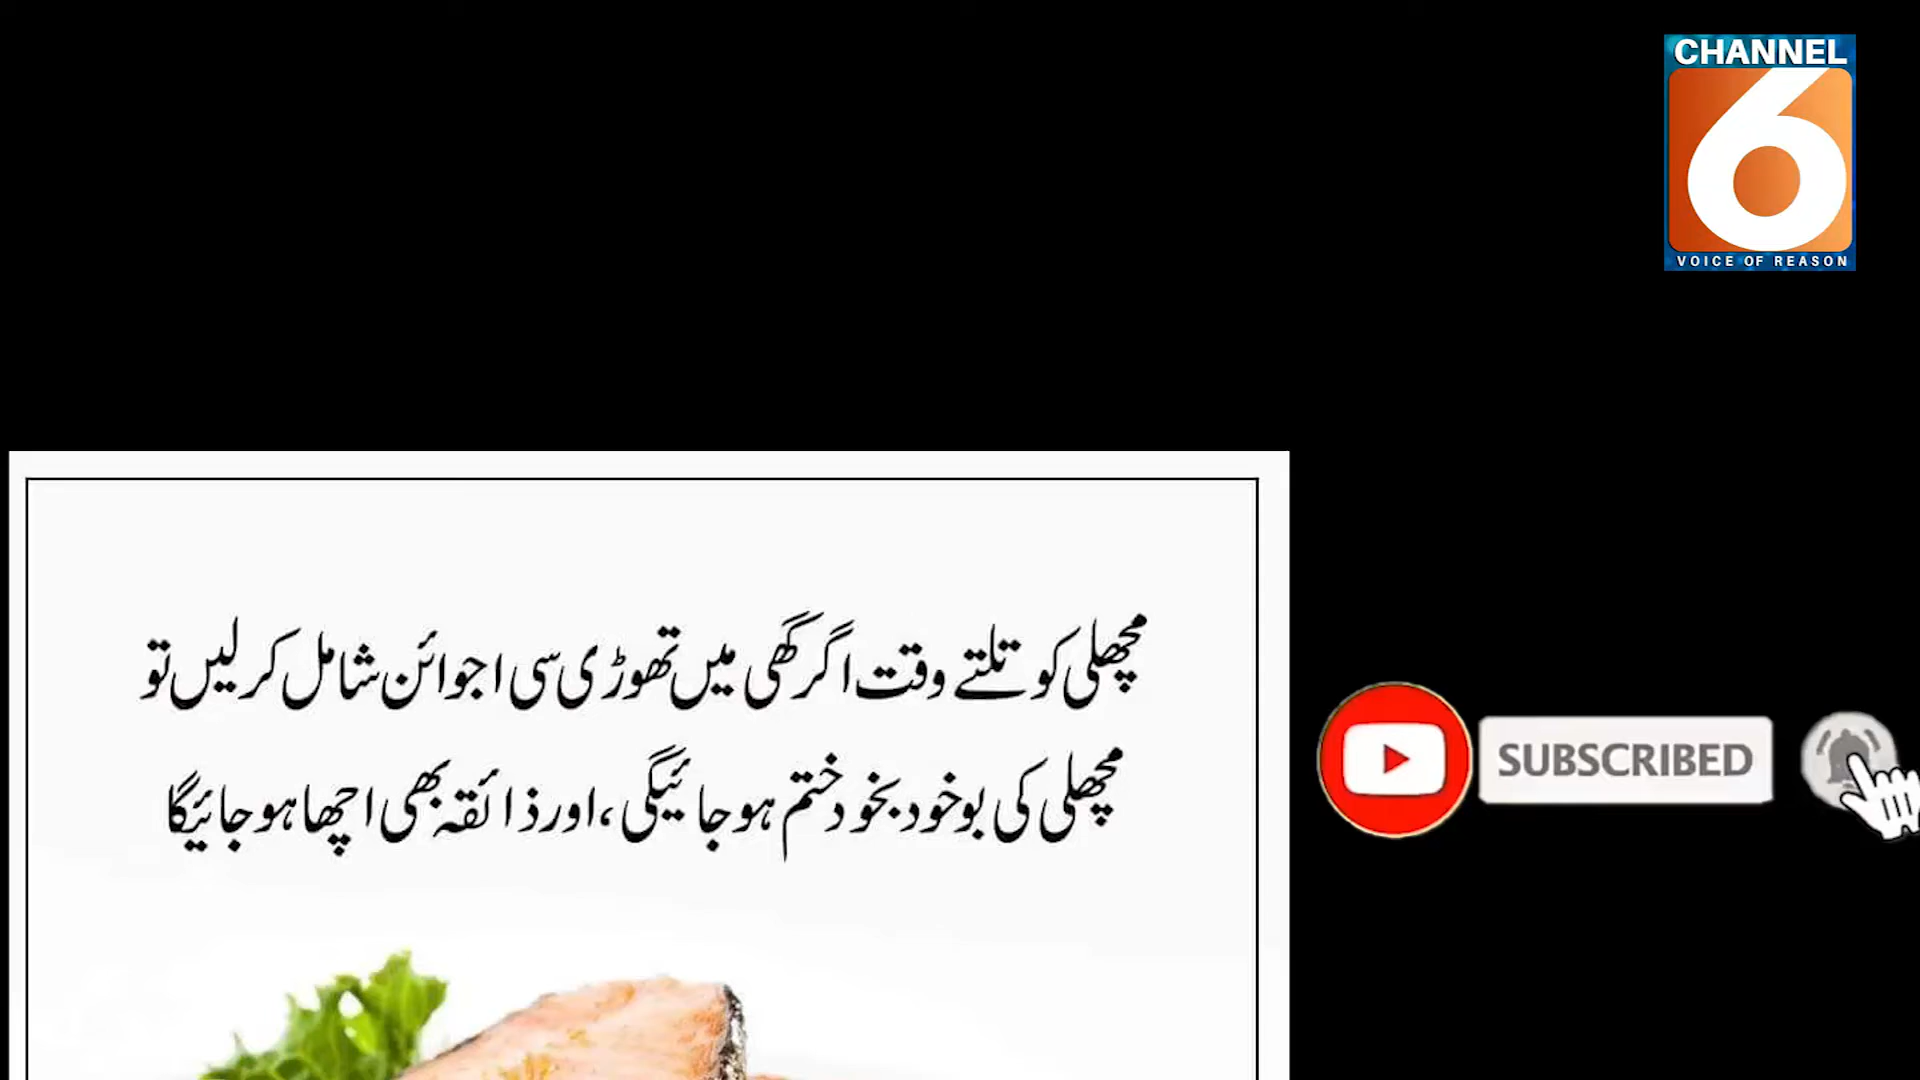 CHANNEL
6
VOICE OF REASON
مچھلی کو تلتے وقت اگر گھی میں تھوڑی سی اجوائن شامل کر لیں تو
مچھلی کی بو خود بخود ختم ہو جائیگی، اور ذائقہ بھی اچھا ہو جائیگا
SUBSCRIBED